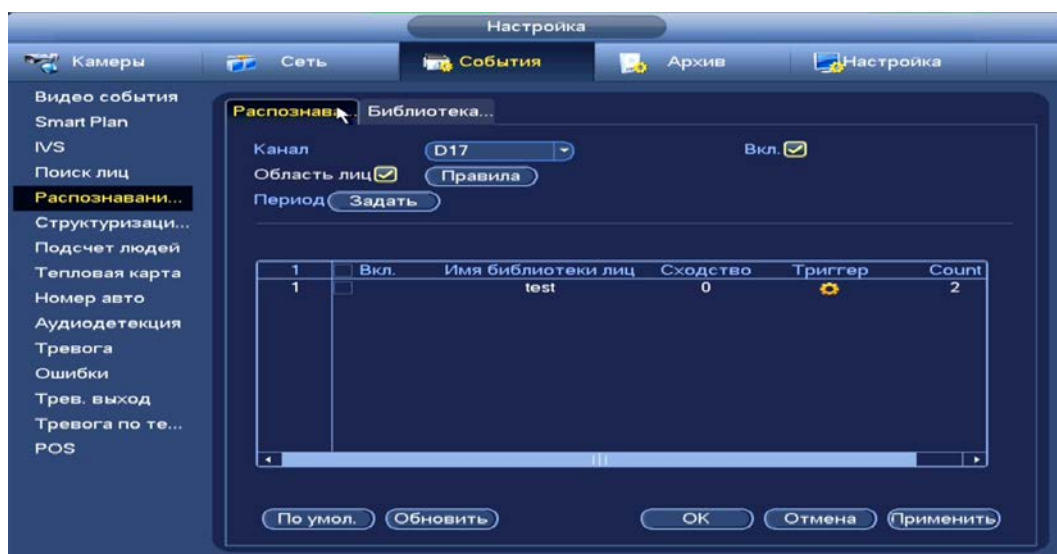 Настройка
Камеры Сеть События Архив Настройка
Видео события
Smart Plan
IVS
Поиск лиц
Распознавани...
Структуризаци...
Подсчет людей
Тепловая карта
Номер авто
Аудиодетекция
Тревога
Ошибки
Трев. выход
Тревога по те...
POS
Распознава... Библиотека...
Канал D17 Вкл.
Область лиц Правила
Период Задать
1 Вкл. Имя библиотеки лиц Сходство Триггер Count
1 test 0 2
По умол. Обновить OK Отмена Применить